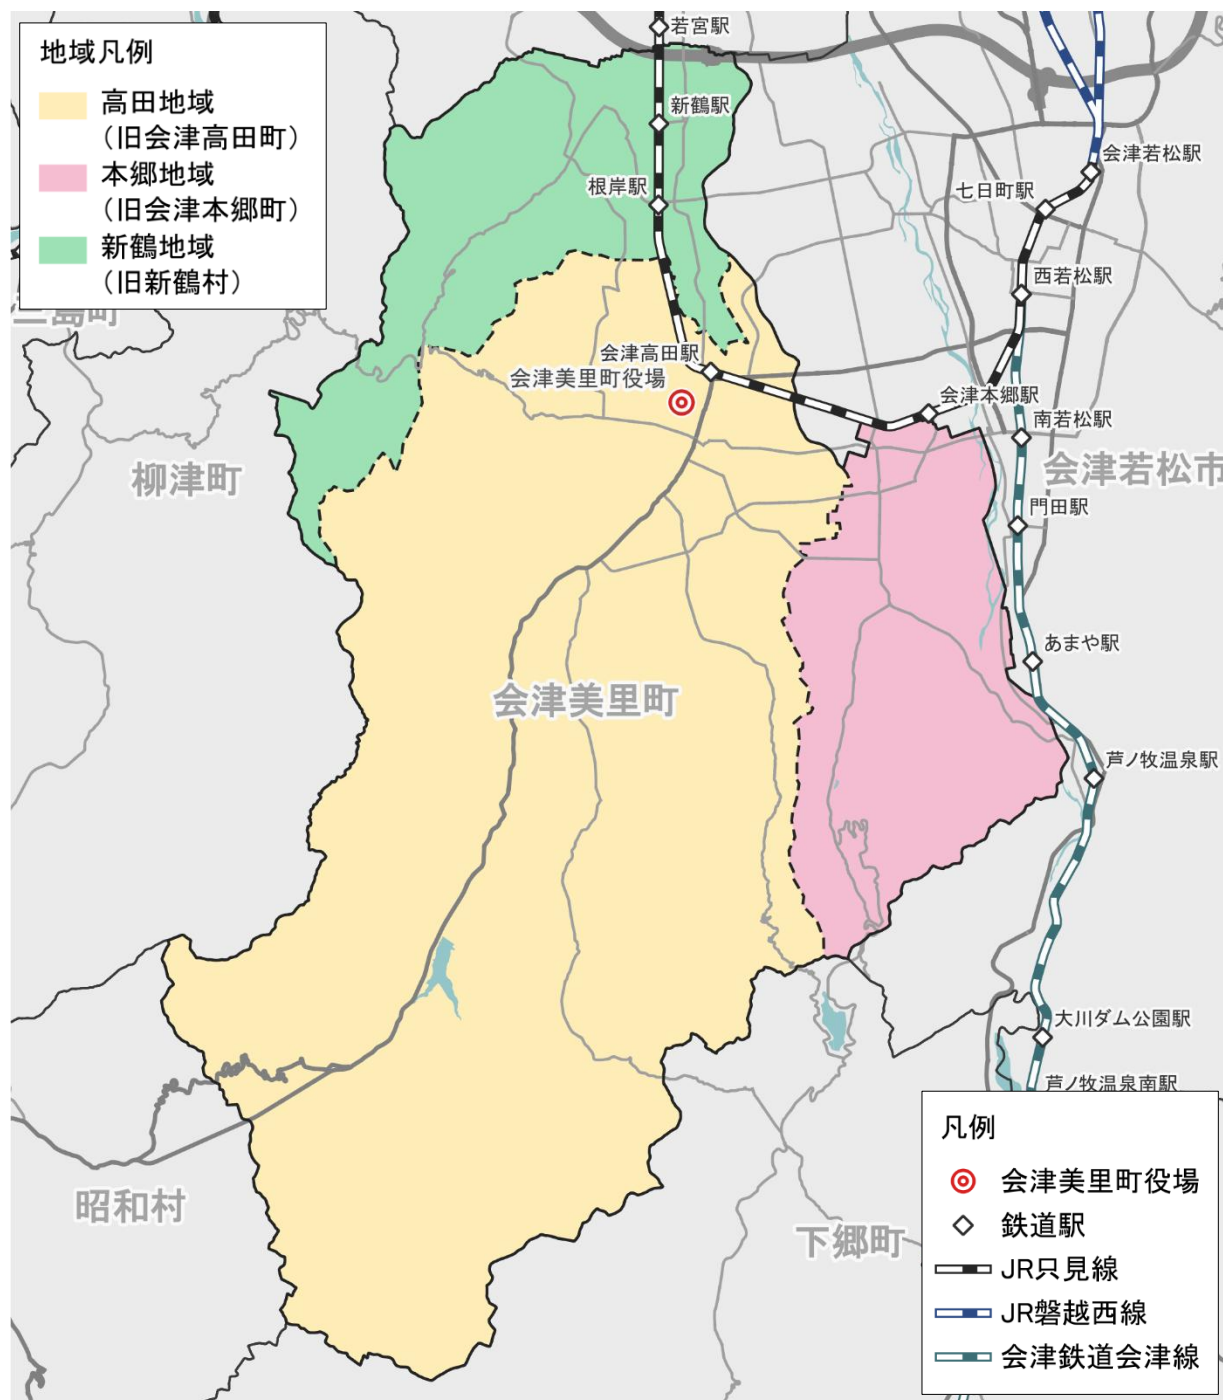 地域凡例
高田地域
（旧会津高田町）
本郷地域
（旧会津本郷町）
新鶴地域
（旧新鶴村）
若宮駅
新鶴駅
根岸駅
会津若松駅
七日町駅
西若松駅
三島町
会津高田駅
会津美里町役場
会津本郷駅
南若松駅
柳津町
会津若松市
門田駅
あまや駅
会津美里町
芦ノ牧温泉駅
大川ダム公園駅
芦ノ牧温泉南駅
昭和村
下郷町
凡例
会津美里町役場
鉄道駅
JR只見線
JR磐越西線
会津鉄道会津線